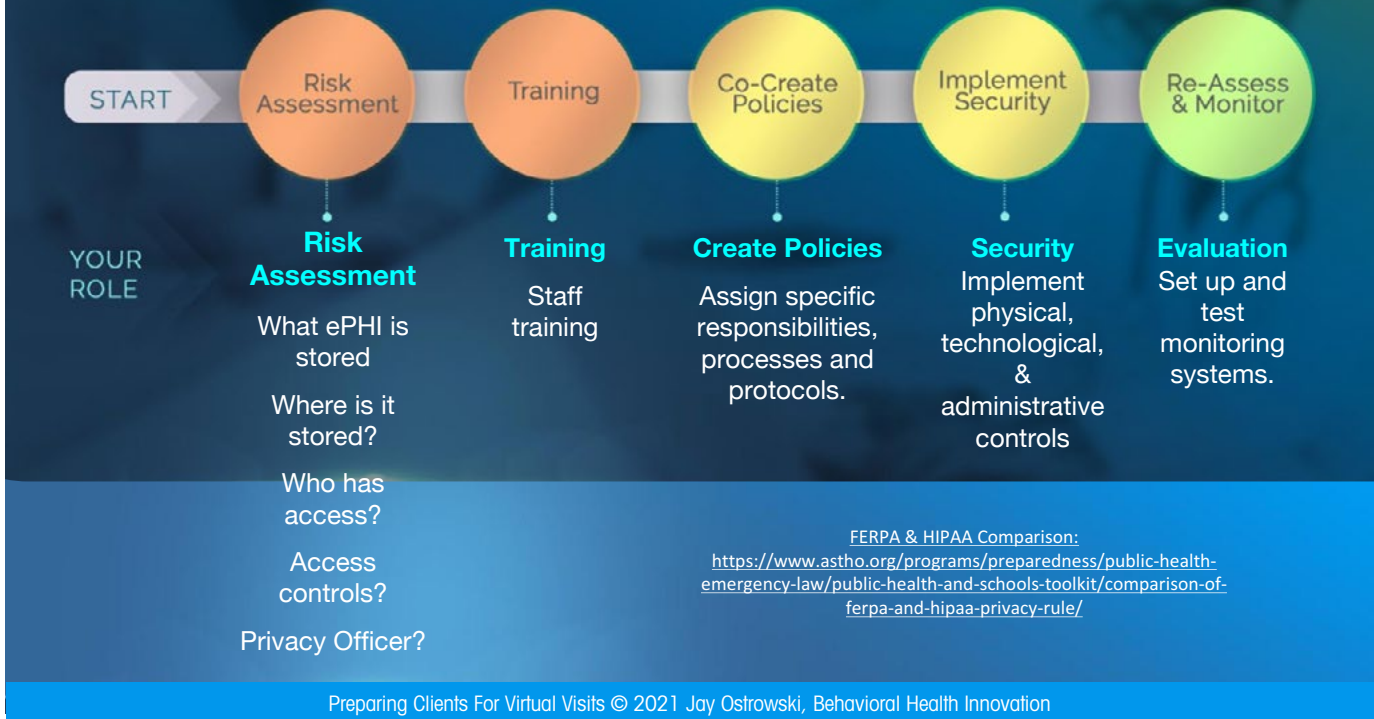 START
Risk
Assessment
Training
Co-Create
Policies
Implement
Security
Re-Assess
& Monitor
YOUR
ROLE
Risk
Assessment
What ePHI is
stored
Where is it
stored?
Who has
access?
Access
controls?
Privacy Officer?
Training
Staff
training
Create Policies
Assign specific
responsibilities,
processes and
protocols.
Security
Implement
physical,
technological,
&
administrative
controls
Evaluation
Set up and
test
monitoring
systems.
FERPA & HIPAA Comparison:
https://www.astho.org/programs/preparedness/public-health-
emergency-law/public-health-and-schools-toolkit/comparison-of-
ferpa-and-hipaa-privacy-rule/
Preparing Clients For Virtual Visits © 2021 Jay Ostrowski, Behavioral Health Innovation